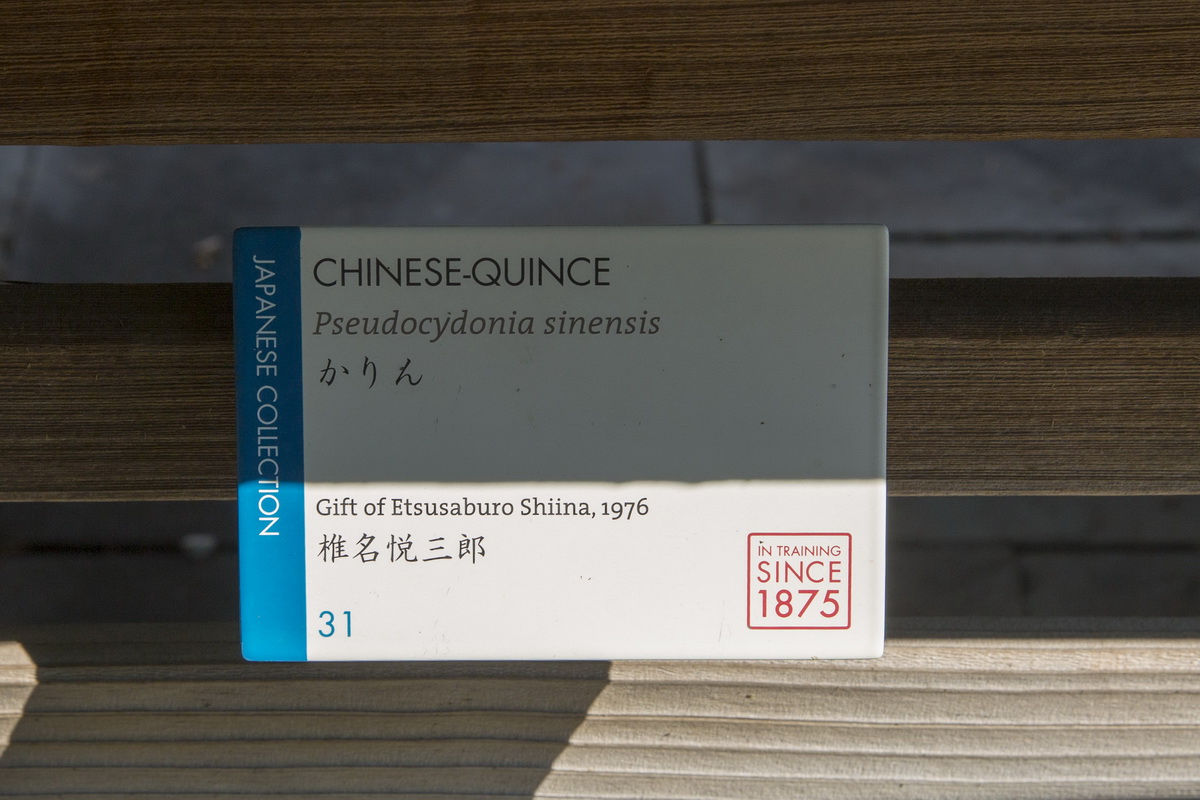 JAPANESE COLLECTION
CHINESE-QUINCE
Pseudocydonia sinensis
かりん
Gift of Etsusaburo Shiina, 1976
椎名悦三郎
31
IN TRAINING
SINCE
1875